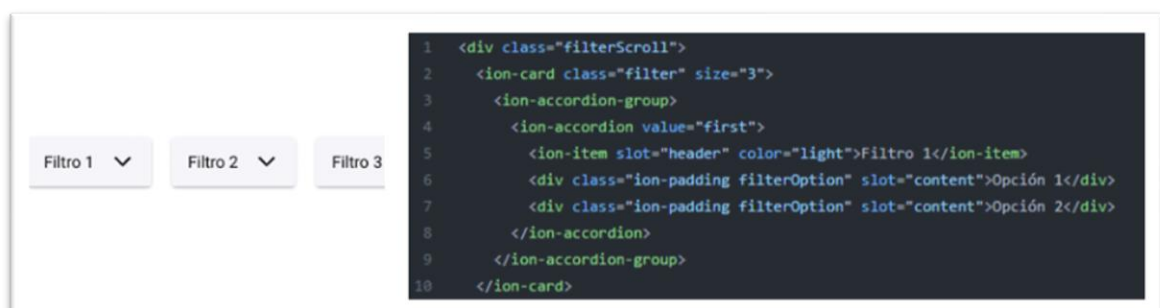 Filtro 1
Filtro 2
Filtro 3
1 <div class="filterScroll">
2 <ion-card class="filter" size="3">
3 <ion-accordion-group>
4 <ion-accordion value="first">
5 <ion-item slot="header" color="light">Filtro 1</ion-item>
6 <div class="ion-padding filterOption" slot="content">Opción 1</div>
7 <div class="ion-padding filterOption" slot="content">Opción 2</div>
8 </ion-accordion>
9 </ion-accordion-group>
10 </ion-card>